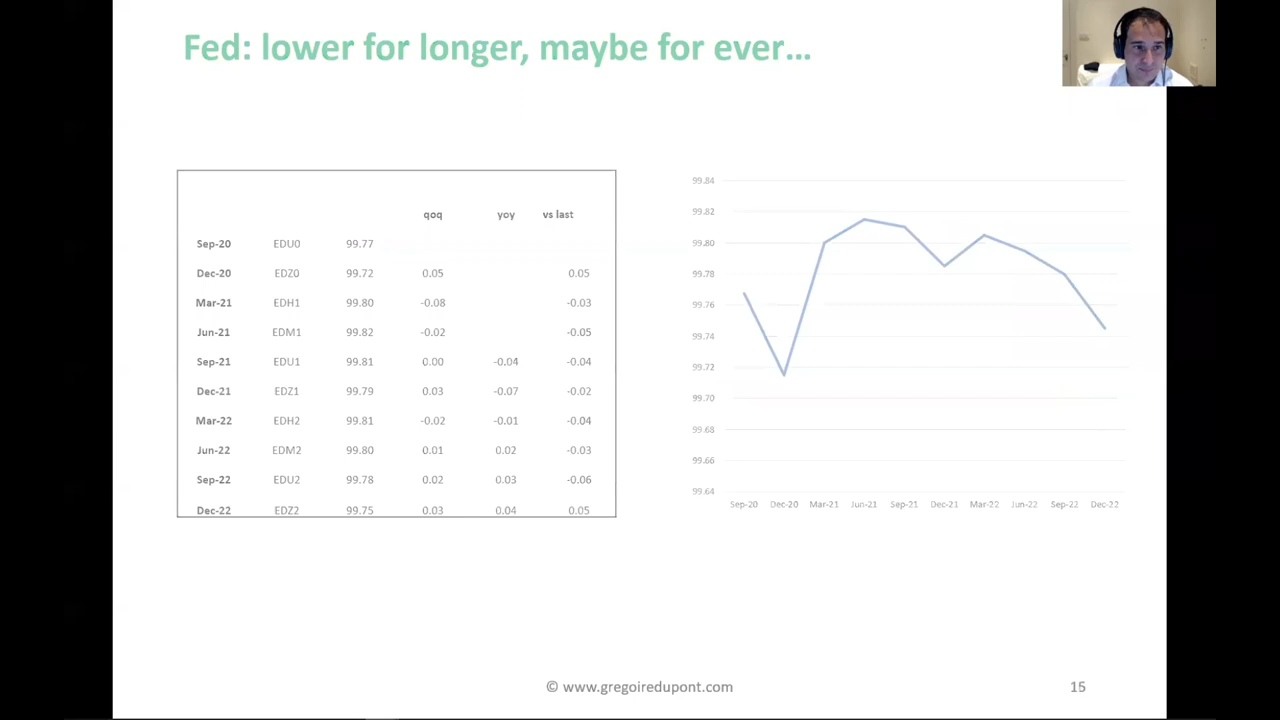 Fed: lower for longer, maybe for ever...
qoq yoy vs last
Sep-20 EDU0 99.77
Dec-20 EDZ0 99.72 0.05 0.05
Mar-21 EDH1 99.80 -0.08 -0.03
Jun-21 EDM1 99.82 -0.02 -0.05
Sep-21 EDU1 99.81 0.00 -0.04 -0.04
Dec-21 EDZ1 99.79 0.03 -0.07 -0.02
Mar-22 EDH2 99.81 -0.02 -0.01 -0.04
Jun-22 EDM2 99.80 0.01 0.02 -0.03
Sep-22 EDU2 99.78 0.02 0.03 -0.06
Dec-22 EDZ2 99.75 0.03 0.04 0.05
99.84
99.82
99.80
99.78
99.76
99.74
99.72
99.70
99.68
99.66
99.64
Sep-20 Dec-20 Mar-21 Jun-21 Sep-21 Dec-21 Mar-22 Jun-22 Sep-22 Dec-22
© www.gregoiredupont.com
15